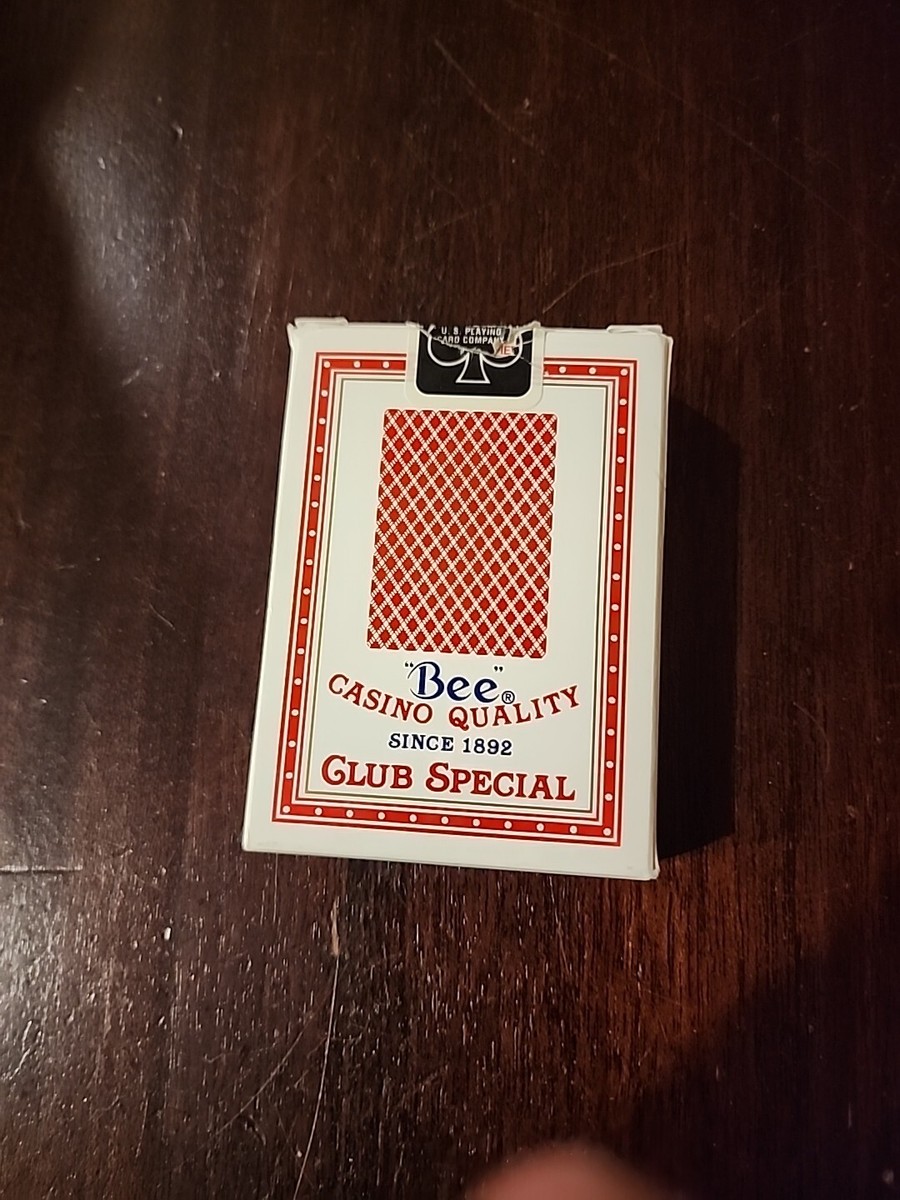 U. S. PLAYING
CARD COMPANY
"Bee"®
CASINO QUALITY
SINCE 1892
CLUB SPECIAL